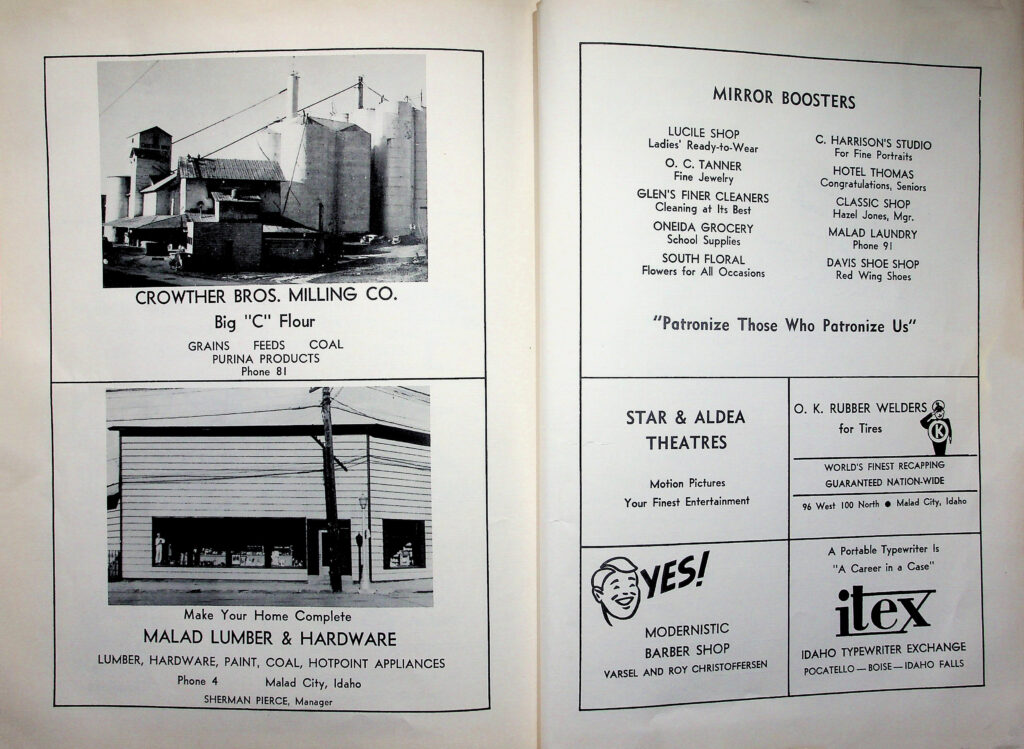 CROWTHER BROS. MILLING CO.
Big "C" Flour
GRAINS FEEDS COAL
PURINA PRODUCTS
Phone 81
Make Your Home Complete
MALAD LUMBER & HARDWARE
LUMBER, HARDWARE, PAINT, COAL, HOTPOINT APPLIANCES
Phone 4 Malad City, Idaho
SHERMAN PIERCE, Manager
MIRROR BOOSTERS
LUCILE SHOP
Ladies' Ready-to-Wear
O. C. TANNER
Fine Jewelry
GLEN'S FINER CLEANERS
Cleaning at Its Best
ONEIDA GROCERY
School Supplies
SOUTH FLORAL
Flowers for All Occasions
C. HARRISON'S STUDIO
For Fine Portraits
HOTEL THOMAS
Congratulations, Seniors
CLASSIC SHOP
Hazel Jones, Mgr.
MALAD LAUNDRY
Phone 91
DAVIS SHOE SHOP
Red Wing Shoes
"Patronize Those Who Patronize Us"
STAR & ALDEA
THEATRES
Motion Pictures
Your Finest Entertainment
O. K. RUBBER WELDERS
for Tires
K
WORLD'S FINEST RECAPPING
GUARANTEED NATION-WIDE
96 West 100 North ● Malad City, Idaho
YES!
MODERNISTIC
BARBER SHOP
VARSEL AND ROY CHRISTOFFERSEN
A Portable Typewriter Is
"A Career in a Case"
itex
IDAHO TYPEWRITER EXCHANGE
POCATELLO — BOISE — IDAHO FALLS